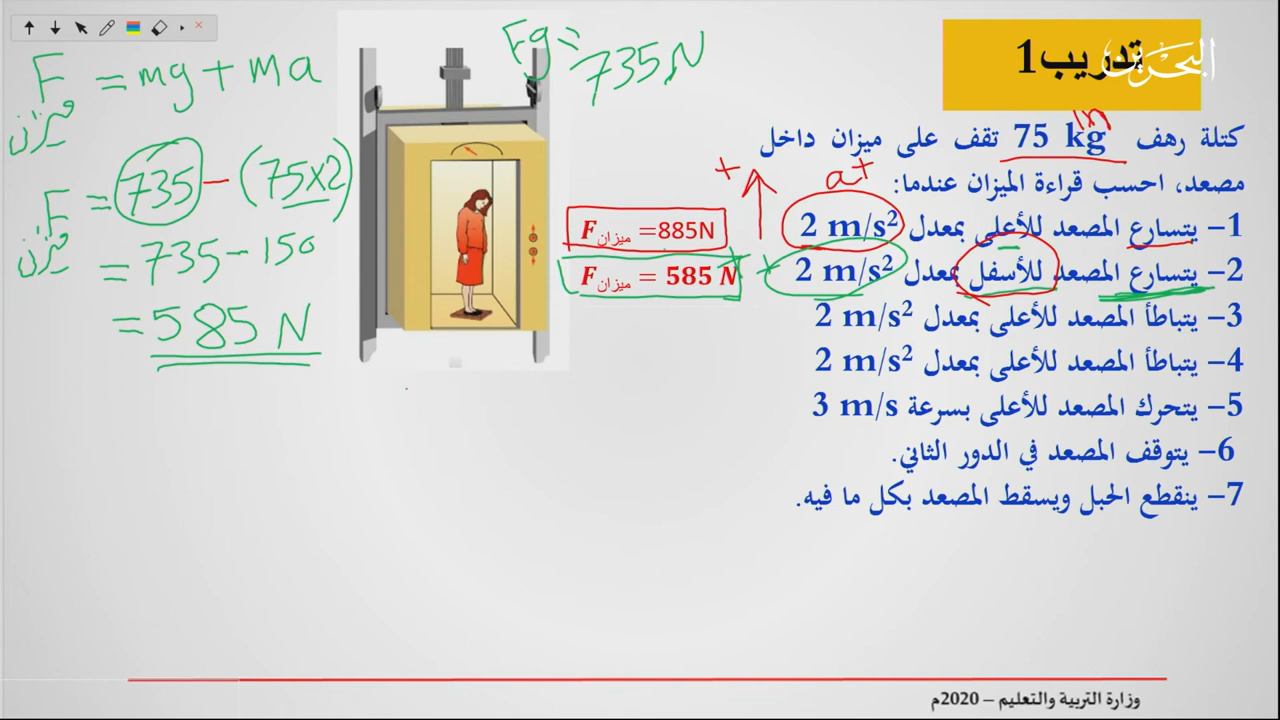 تدريب 1
البحرين
كتلة رهف 75 kg تقف على ميزان داخل
m
مصعد، احسب قراءة الميزان عندما:
a+
1– يتسارع المصعد للأعلى بمعدل 2 m/s²
2– يتسارع المصعد للأسفل بمعدل 2 m/s²
3– يتباطأ المصعد للأعلى بمعدل 2 m/s²
4– يتباطأ المصعد للأعلى بمعدل 2 m/s²
5– يتحرك المصعد للأعلى بسرعة 3 m/s
6– يتوقف المصعد في الدور الثاني.
7– ينقطع الحبل ويسقط المصعد بكل ما فيه.
+
+
F ميزان =885N
F ميزان = 585 N
Fg =
735N
F ميزان = mg + ma
F ميزان = 735 – (75×2)
= 735 – 150
= 585 N
وزارة التربية والتعليم – 2020م